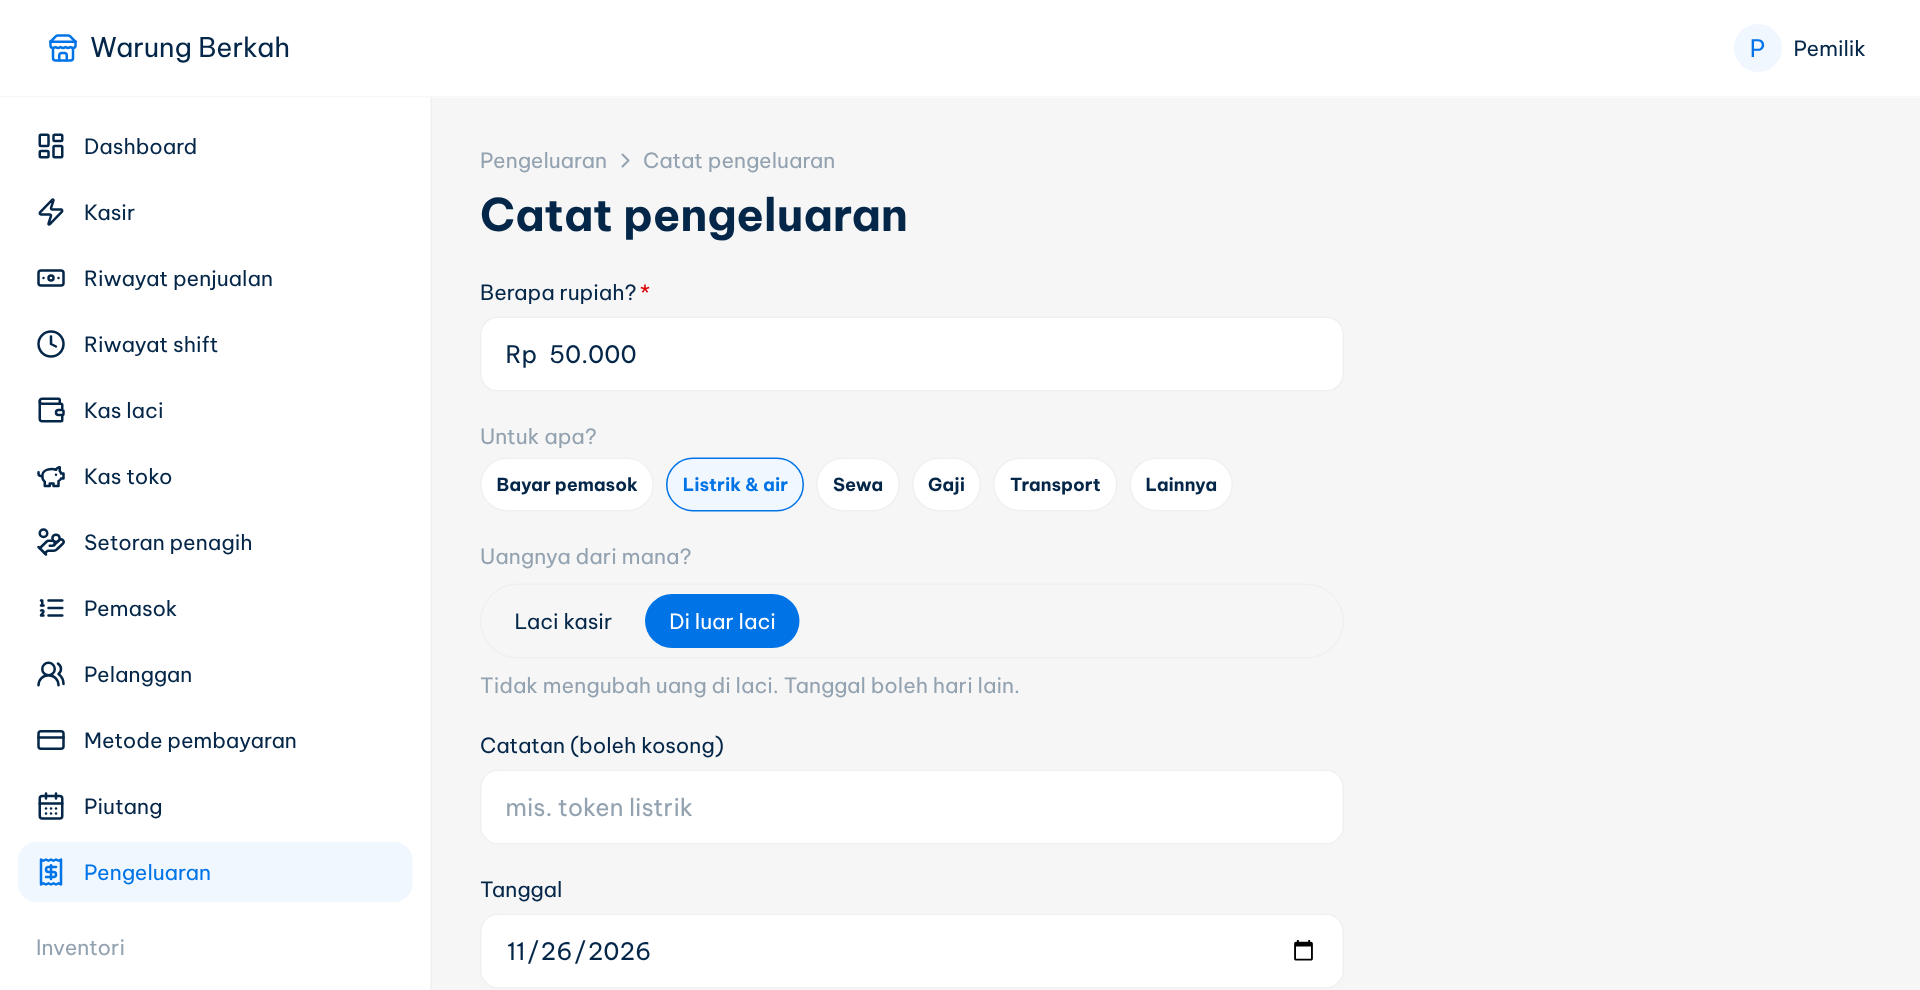 Warung Berkah
P Pemilik
Dashboard
Kasir
Riwayat penjualan
Riwayat shift
Kas laci
Kas toko
Setoran penagih
Pemasok
Pelanggan
Metode pembayaran
Piutang
Pengeluaran
Inventori
Pengeluaran > Catat pengeluaran
Catat pengeluaran
Berapa rupiah?*
Rp 50.000
Untuk apa?
Bayar pemasok Listrik & air Sewa Gaji Transport Lainnya
Uangnya dari mana?
Laci kasir Di luar laci
Tidak mengubah uang di laci. Tanggal boleh hari lain.
Catatan (boleh kosong)
mis. token listrik
Tanggal
11/26/2026